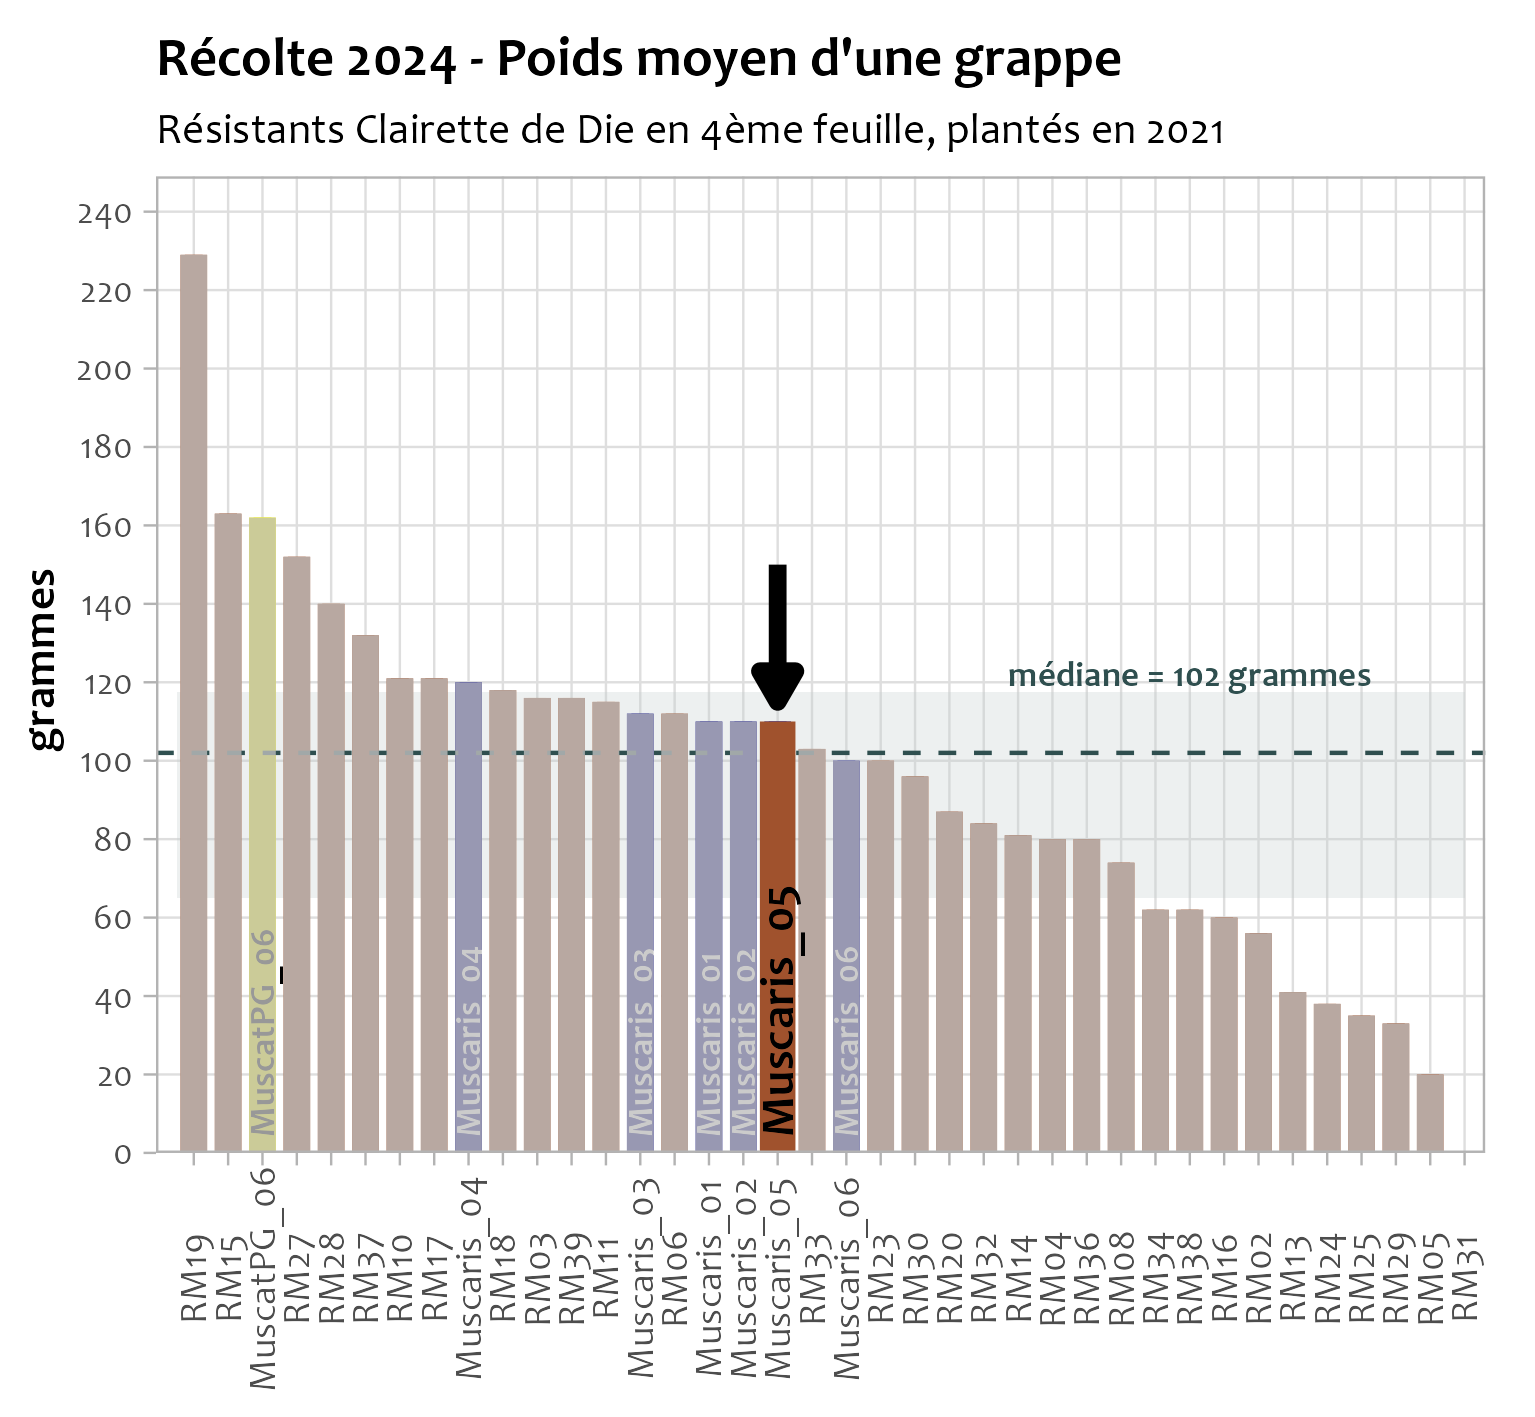 Récolte 2024 - Poids moyen d'une grappe
Résistants Clairette de Die en 4ème feuille, plantés en 2021
grammes
240
220
200
180
160
140
120
100
80
60
40
20
0
médiane = 102 grammes
MuscatPG_06
Muscaris_04
Muscaris_03
Muscaris_01
Muscaris_02
Muscaris_05
Muscaris_06
RM19
RM15
MuscatPG_06
RM27
RM28
RM37
RM10
RM17
Muscaris_04
RM18
RM03
RM39
RM11
Muscaris_03
RM06
Muscaris_01
Muscaris_02
Muscaris_05
RM33
Muscaris_06
RM23
RM30
RM20
RM32
RM14
RM04
RM36
RM08
RM34
RM38
RM16
RM02
RM13
RM24
RM25
RM29
RM05
RM31